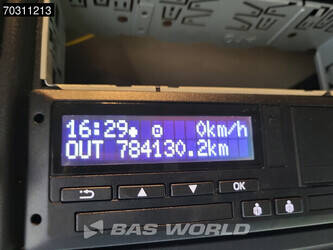 70311213
16:29 0km/h
OUT 784130.2km
OK
BAS WORLD